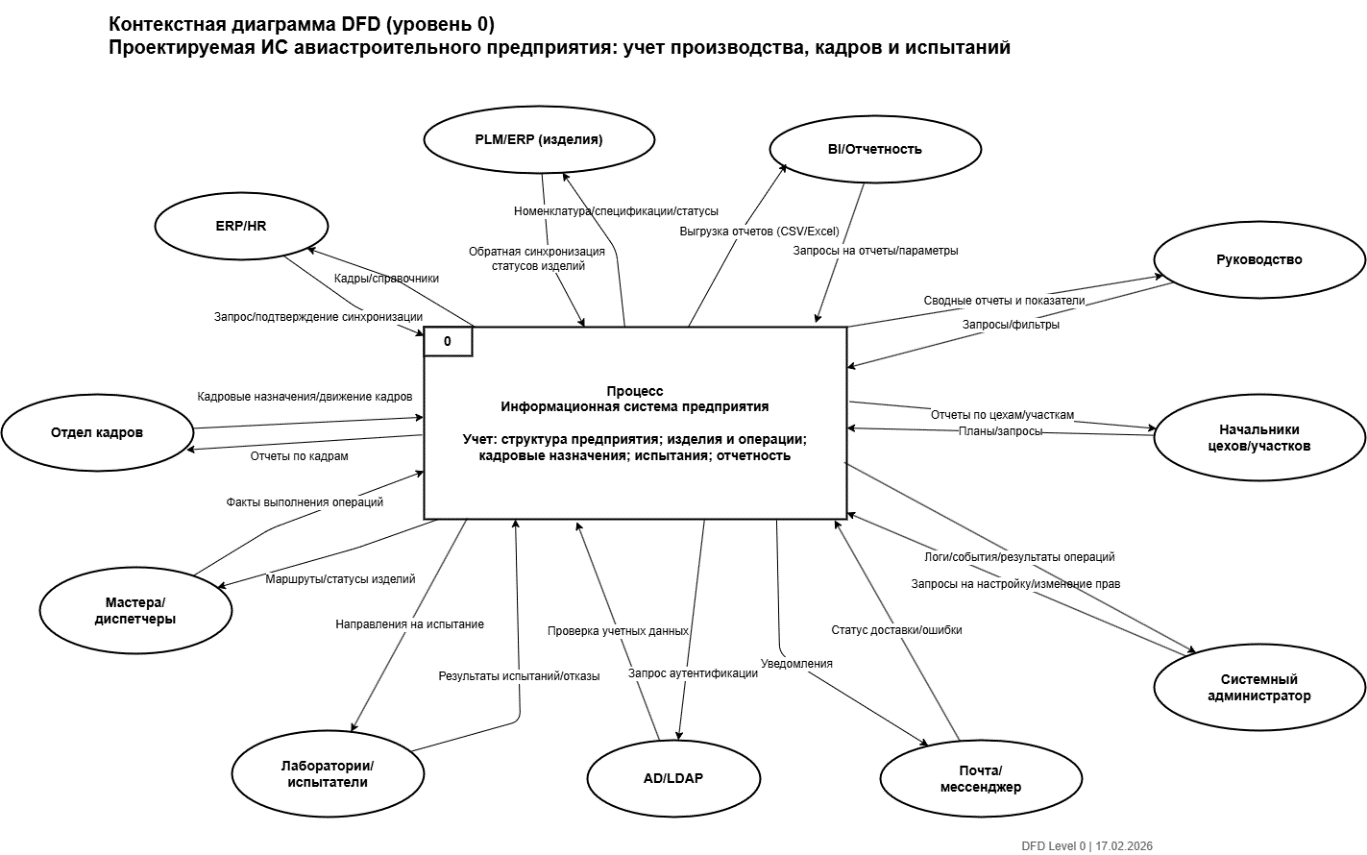 Контекстная диаграмма DFD (уровень 0)
Проектируемая ИС авиастроительного предприятия: учет производства, кадров и испытаний
PLM/ERP (изделия)
BI/Отчетность
ERP/HR
Руководство
Номенклатура/спецификации/статусы
Выгрузка отчетов (CSV/Excel)
Обратная синхронизация
статусов изделий
Запросы на отчеты/параметры
Кадры/справочники
Сводные отчеты и показатели
Запрос/подтверждение синхронизации
Запросы/фильтры
0
Процесс
Информационная система предприятия
Учет: структура предприятия; изделия и операции;
кадровые назначения; испытания; отчетность
Кадровые назначения/движение кадров
Отдел кадров
Отчеты по кадрам
Отчеты по цехам/участкам
Планы/запросы
Начальники
цехов/участков
Факты выполнения операций
Маршруты/статусы изделий
Мастера/
диспетчеры
Логи/события/результаты операций
Запросы на настройку/изменение прав
Направления на испытание
Проверка учетных данных
Статус доставки/ошибки
Результаты испытаний/отказы
Запрос аутентификации
Уведомления
Системный
администратор
Лаборатории/
испытатели
AD/LDAP
Почта/
мессенджер
DFD Level 0 | 17.02.2026